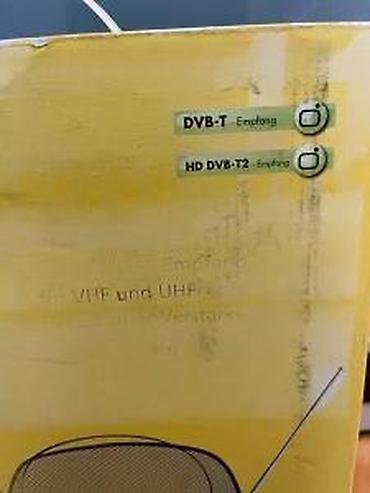 DVB-T - Empfang
HD DVB-T2 - Empfang
Empfang
VHF und UHF